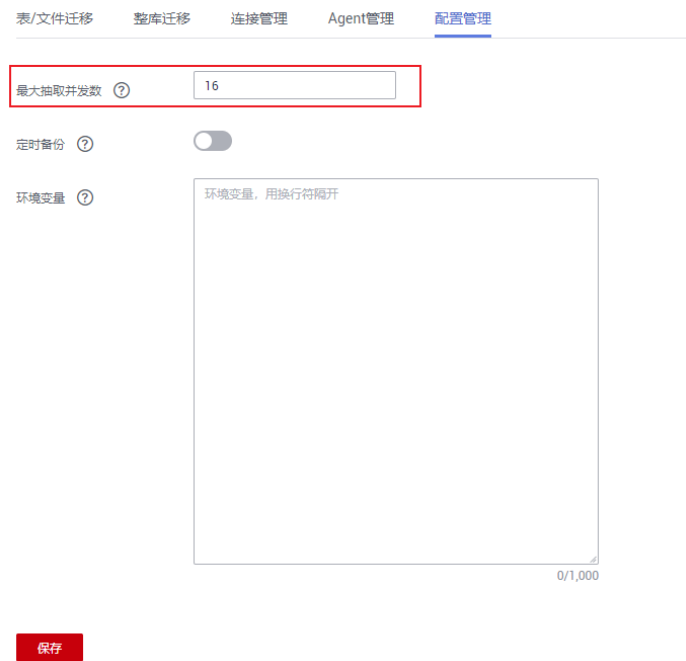 表/文件迁移 整库迁移 连接管理 Agent管理 配置管理
最大抽取并发数 ? 16
定时备份 ?
环境变量 ? 环境变量，用换行符隔开
0/1,000
保存